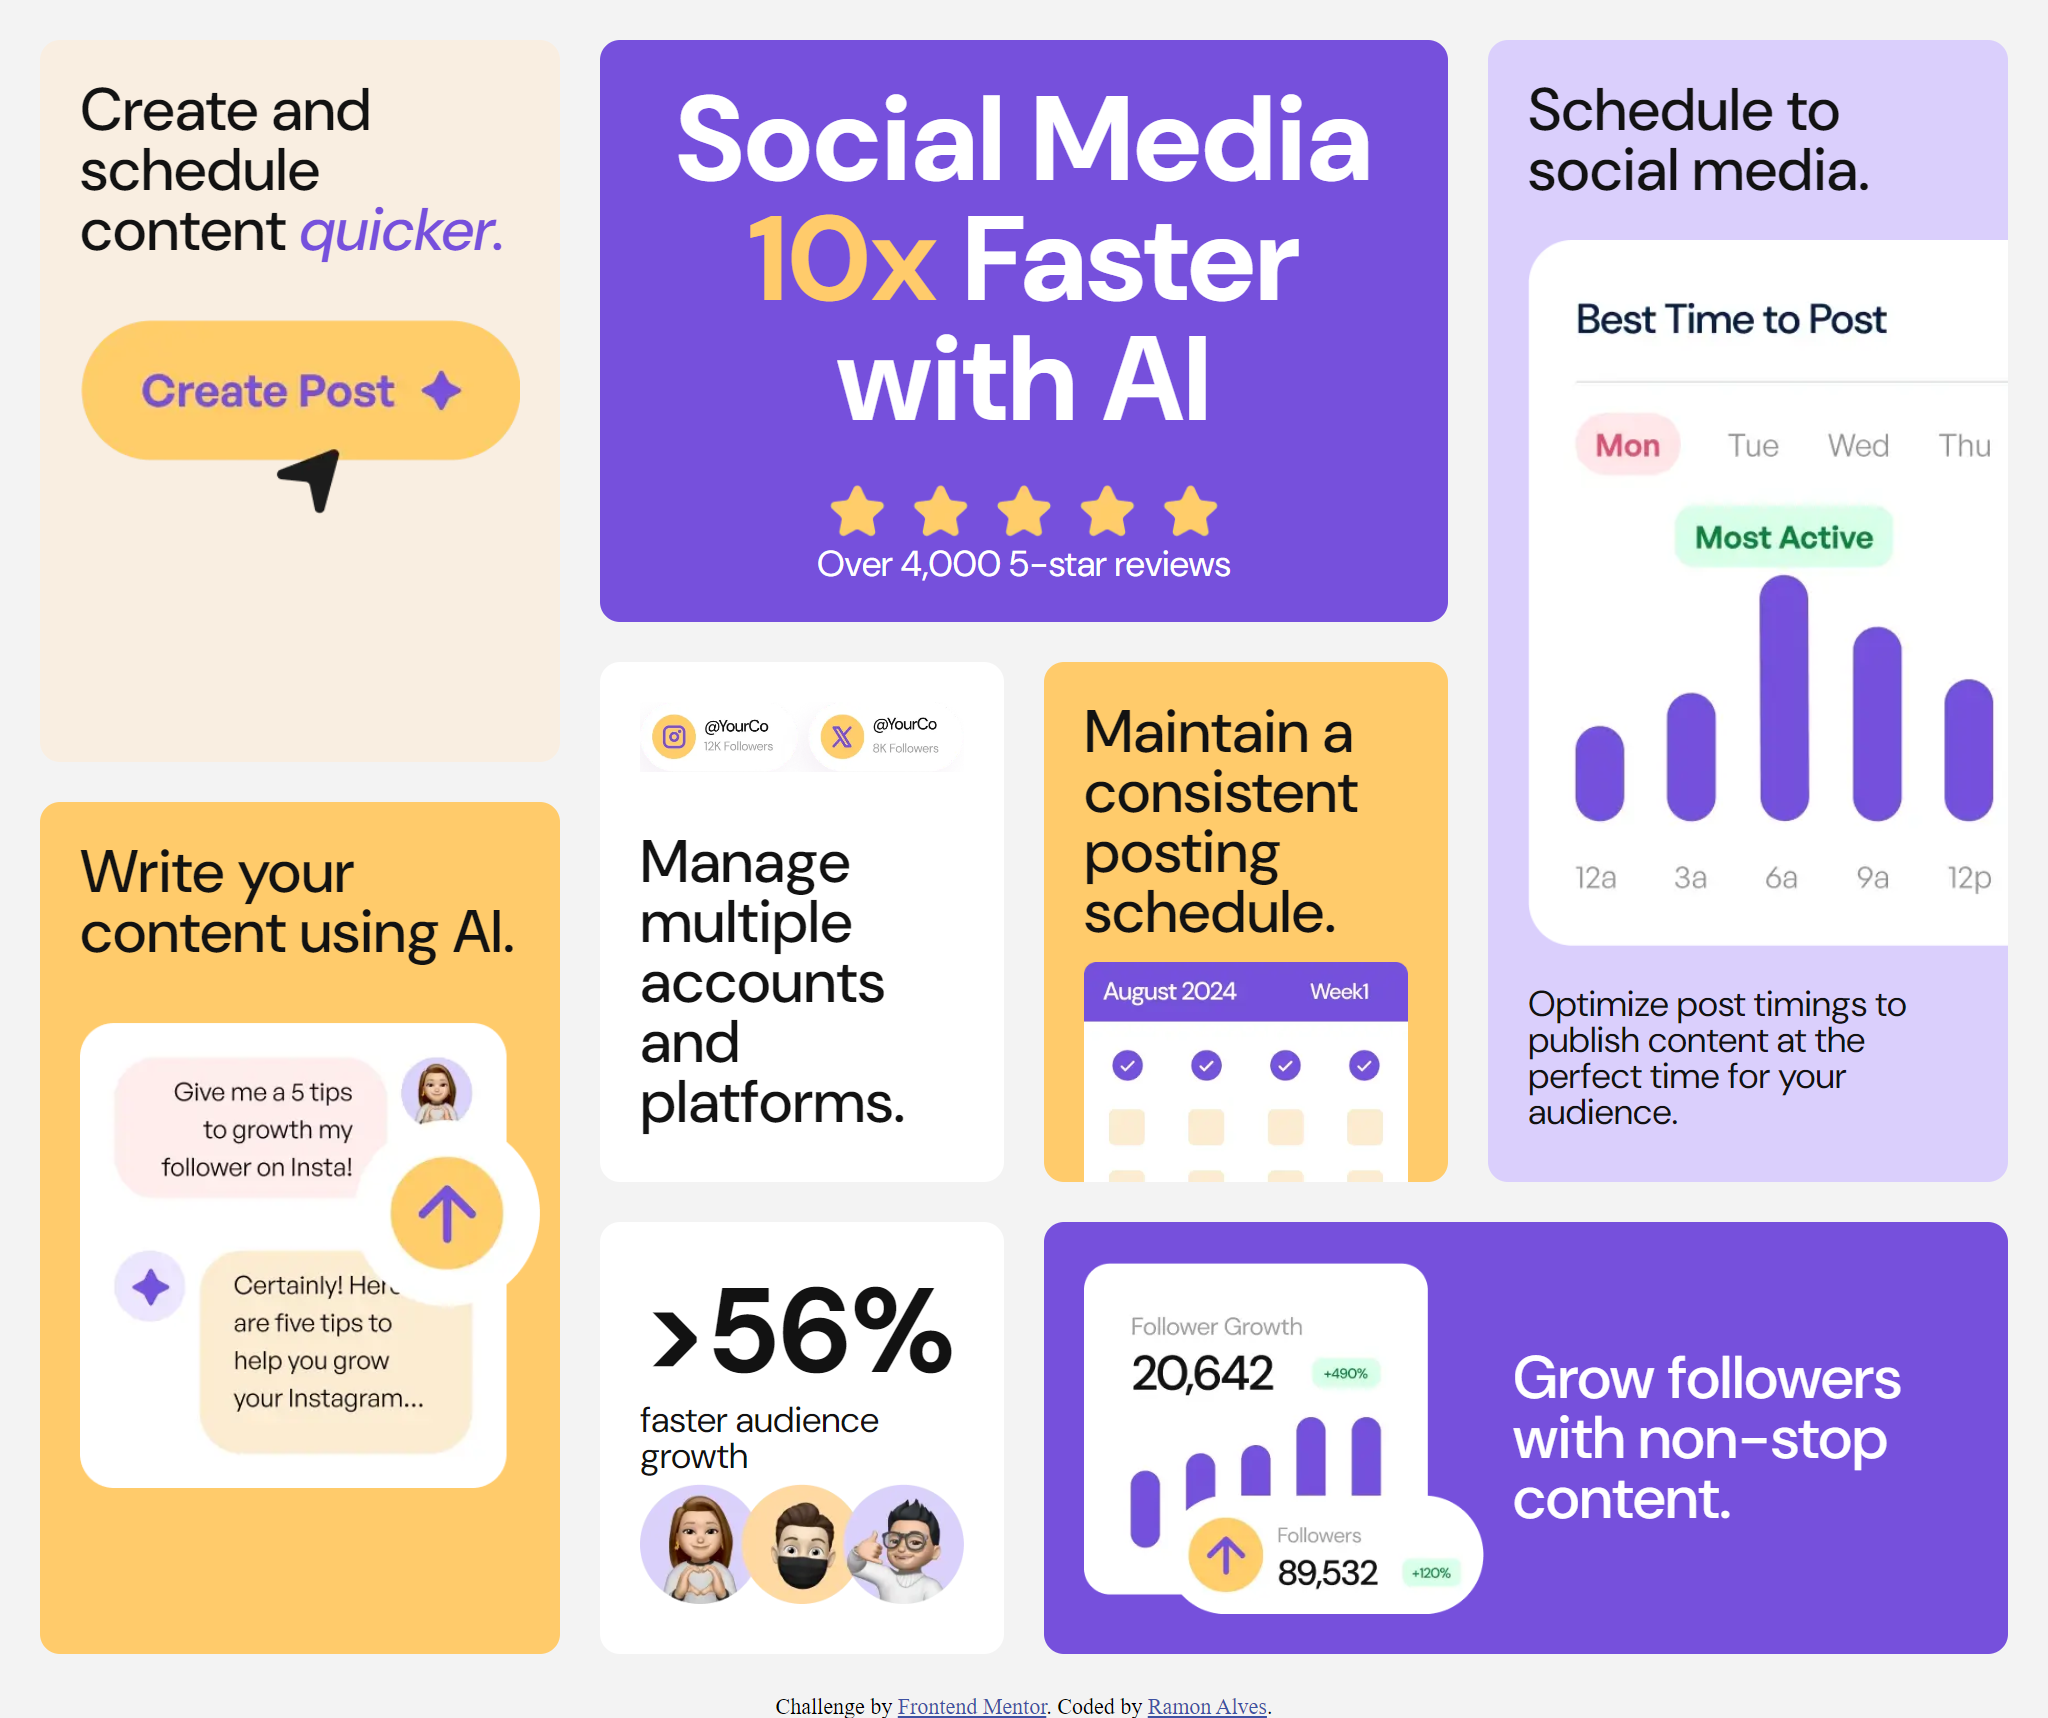 Create and
schedule
content quicker.
Create Post
Social Media
10x Faster
with AI
Over 4,000 5-star reviews
Schedule to
social media.
Best Time to Post
Mon Tue Wed Thu
Most Active
12a 3a 6a 9a 12p
Optimize post timings to
publish content at the
perfect time for your
audience.
@YourCo
12K Followers
@YourCo
8K Followers
Manage
multiple
accounts
and
platforms.
Maintain a
consistent
posting
schedule.
August 2024 Week1
Write your
content using AI.
Give me a 5 tips
to growth my
follower on Insta!
Certainly! Here
are five tips to
help you grow
your Instagram...
>56%
faster audience
growth
Follower Growth
20,642 +490%
Followers
89,532 +120%
Grow followers
with non-stop
content.
Challenge by Frontend Mentor. Coded by Ramon Alves.